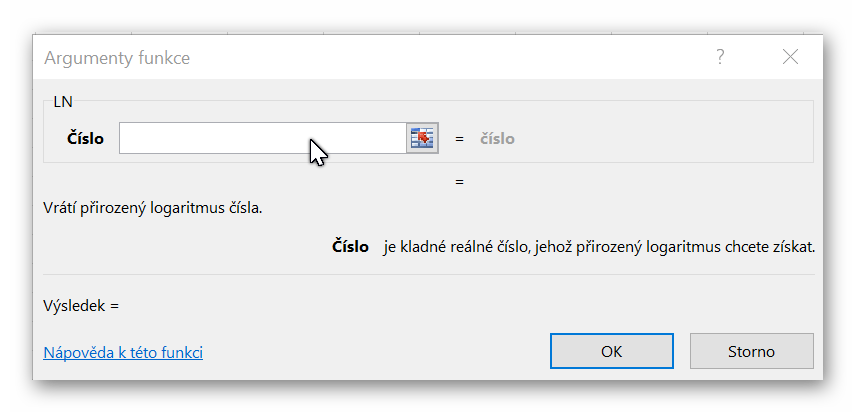 Argumenty funkce ?
LN
Číslo = číslo
=
Vrátí přirozený logaritmus čísla.
Číslo je kladné reálné číslo, jehož přirozený logaritmus chcete získat.
Výsledek =
Nápověda k této funkci OK Storno